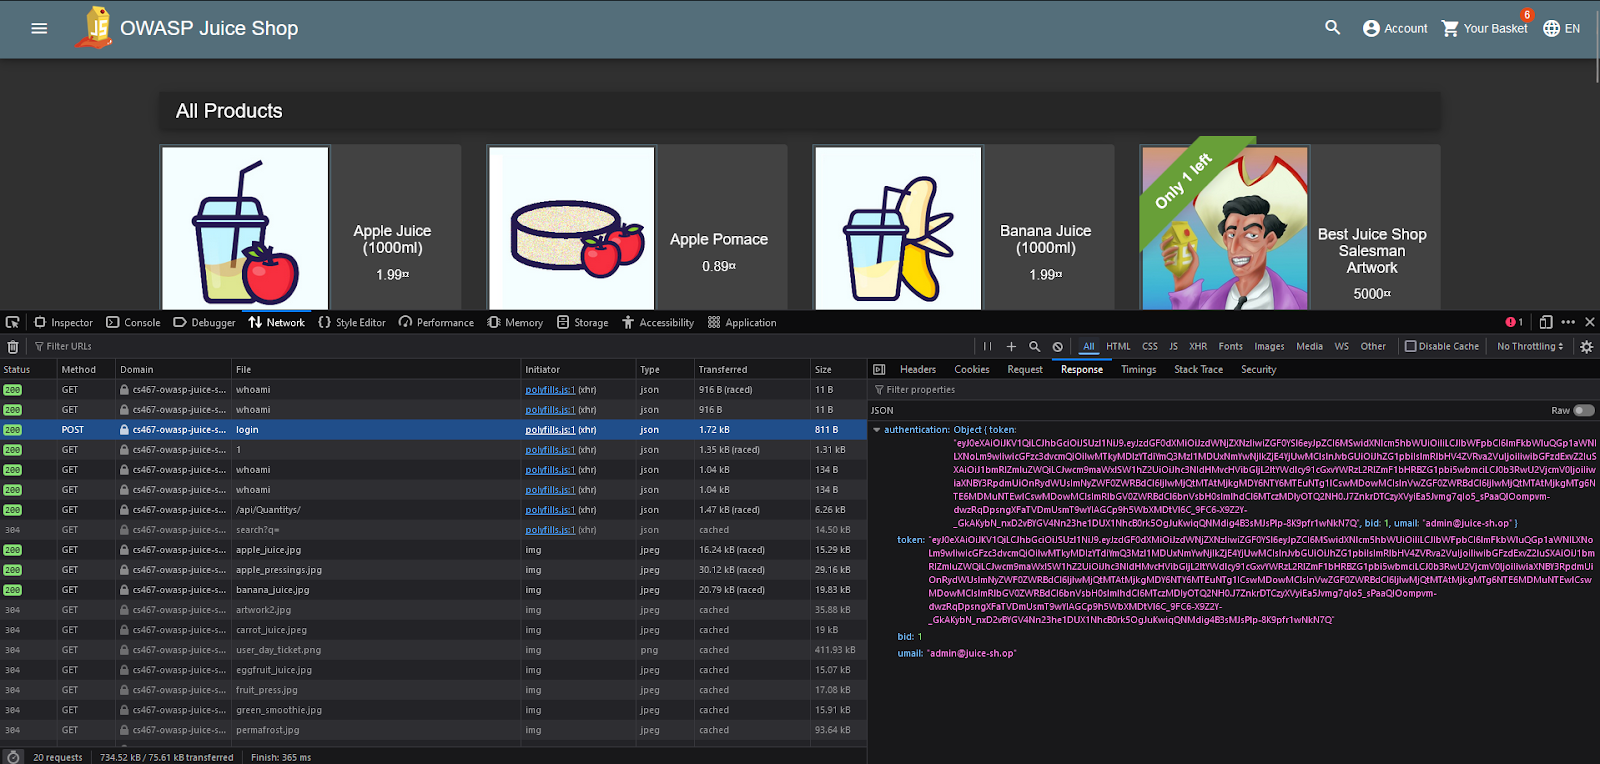 OWASP Juice Shop
Account
Your Basket
6
EN
All Products
Apple Juice
(1000ml)
1.99¤
Apple Pomace
0.89¤
Banana Juice
(1000ml)
1.99¤
Only 1 left
Best Juice Shop
Salesman
Artwork
5000¤
Inspector Console Debugger Network Style Editor Performance Memory Storage Accessibility Application 1
Filter URLs
All HTML CSS JS XHR Fonts Images Media WS Other Disable Cache No Throttling
Status Method Domain File Initiator Type Transferred Size
200 GET cs467-owasp-juice-s... whoami polyfills.js:1 (xhr) json 916 B (raced) 11 B
200 GET cs467-owasp-juice-s... whoami polyfills.js:1 (xhr) json 916 B 11 B
200 POST cs467-owasp-juice-s... login polyfills.js:1 (xhr) json 1.72 kB 811 B
200 GET cs467-owasp-juice-s... 1 polyfills.js:1 (xhr) json 1.35 kB (raced) 1.31 kB
200 GET cs467-owasp-juice-s... whoami polyfills.js:1 (xhr) json 1.04 kB 134 B
200 GET cs467-owasp-juice-s... whoami polyfills.js:1 (xhr) json 1.04 kB 134 B
200 GET cs467-owasp-juice-s... /api/Quantitys/ polyfills.js:1 (xhr) json 1.47 kB (raced) 6.26 kB
304 GET cs467-owasp-juice-s... search?q= polyfills.js:1 (xhr) json cached 14.50 kB
200 GET cs467-owasp-juice-s... apple_juice.jpg img jpeg 16.24 kB (raced) 15.29 kB
200 GET cs467-owasp-juice-s... apple_pressings.jpg img jpeg 30.12 kB (raced) 29.16 kB
200 GET cs467-owasp-juice-s... banana_juice.jpg img jpeg 20.79 kB (raced) 19.83 kB
304 GET cs467-owasp-juice-s... artwork2.jpg img jpeg cached 35.88 kB
304 GET cs467-owasp-juice-s... carrot_juice.jpeg img jpeg cached 19 kB
304 GET cs467-owasp-juice-s... user_day_ticket.png img png cached 411.93 kB
304 GET cs467-owasp-juice-s... eggfruit_juice.jpg img jpeg cached 15.07 kB
304 GET cs467-owasp-juice-s... fruit_press.jpg img jpeg cached 17.08 kB
304 GET cs467-owasp-juice-s... green_smoothie.jpg img jpeg cached 15.91 kB
304 GET cs467-owasp-juice-s... permafrost.jpg img jpeg cached 93.64 kB
20 requests 734.52 kB / 75.61 kB transferred Finish: 365 ms
Headers Cookies Request Response Timings Stack Trace Security
Filter properties
JSON Raw
authentication: Object { token:
bid: 1, umail: "admin@juice-sh.op" }
token:
bid: 1
umail: "admin@juice-sh.op"